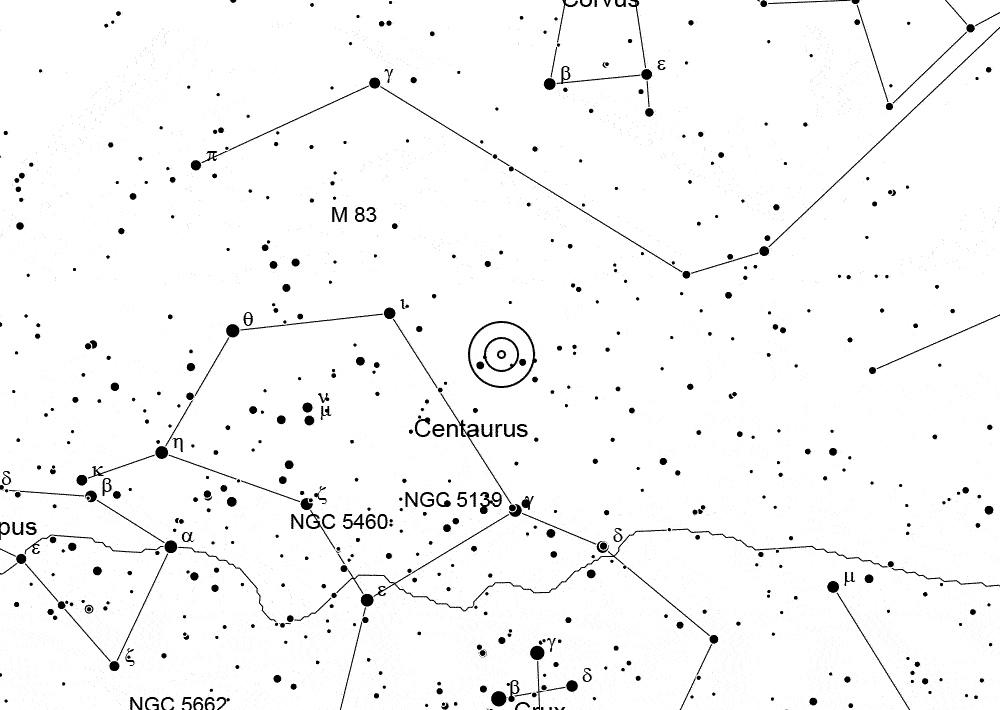 Corvus
β ε
γ
π
M 83
ι
θ
ν
μ
Centaurus
η
κ
δ β
ζ
NGC 5139 γ
NGC 5460
pus
α
δ
ε
ε
μ
ζ
γ
δ
β
NGC 5662
Crux